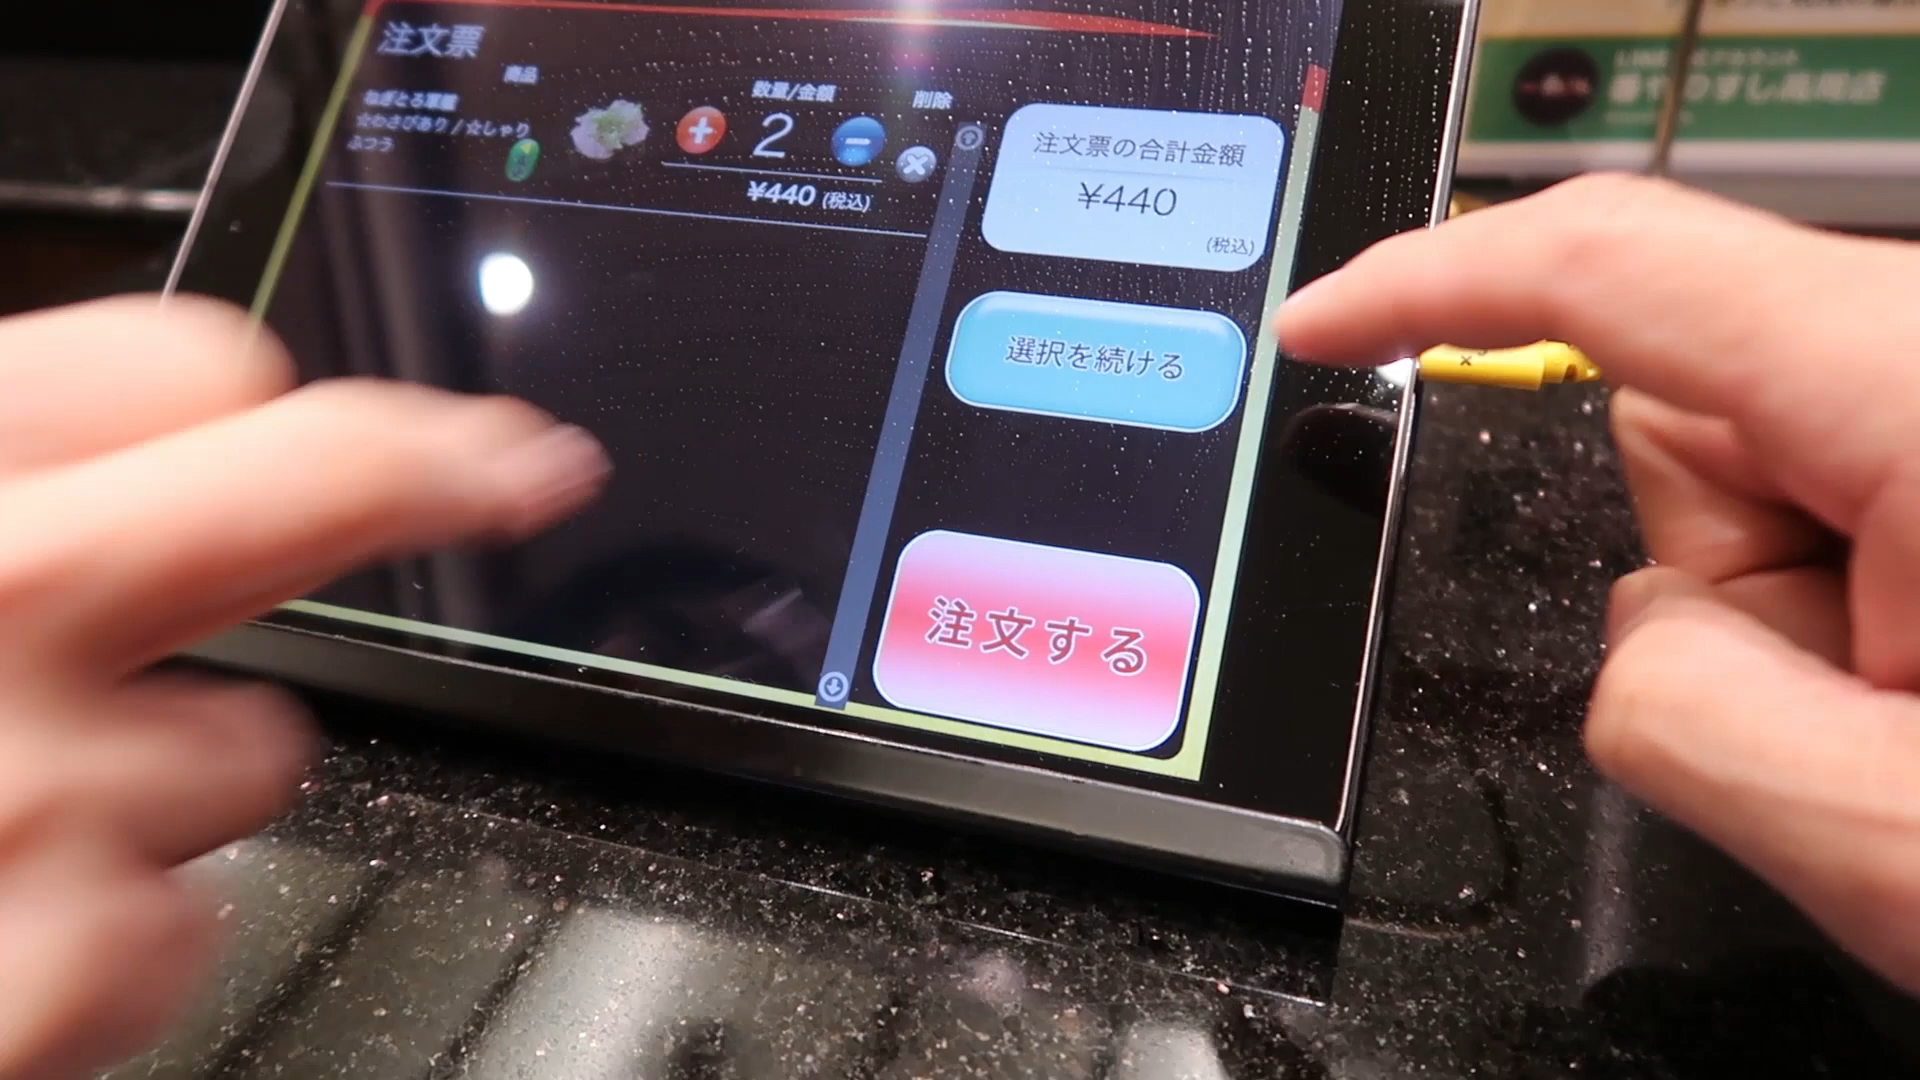 注文票
商品
数量/金額
削除
ねぎとろ軍艦
☆わさびあり / ☆しゃり
ふつう
2
¥440 (税込)
注文票の合計金額
¥440
(税込)
選択を続ける
注文する